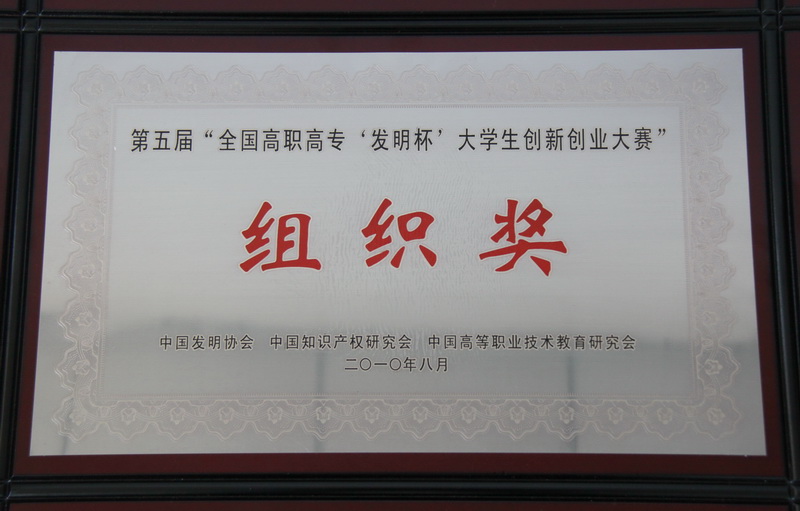 第五届“全国高职高专‘发明杯’大学生创新创业大赛”
组织奖
中国发明协会 中国知识产权研究会 中国高等职业技术教育研究会
二〇一〇年八月